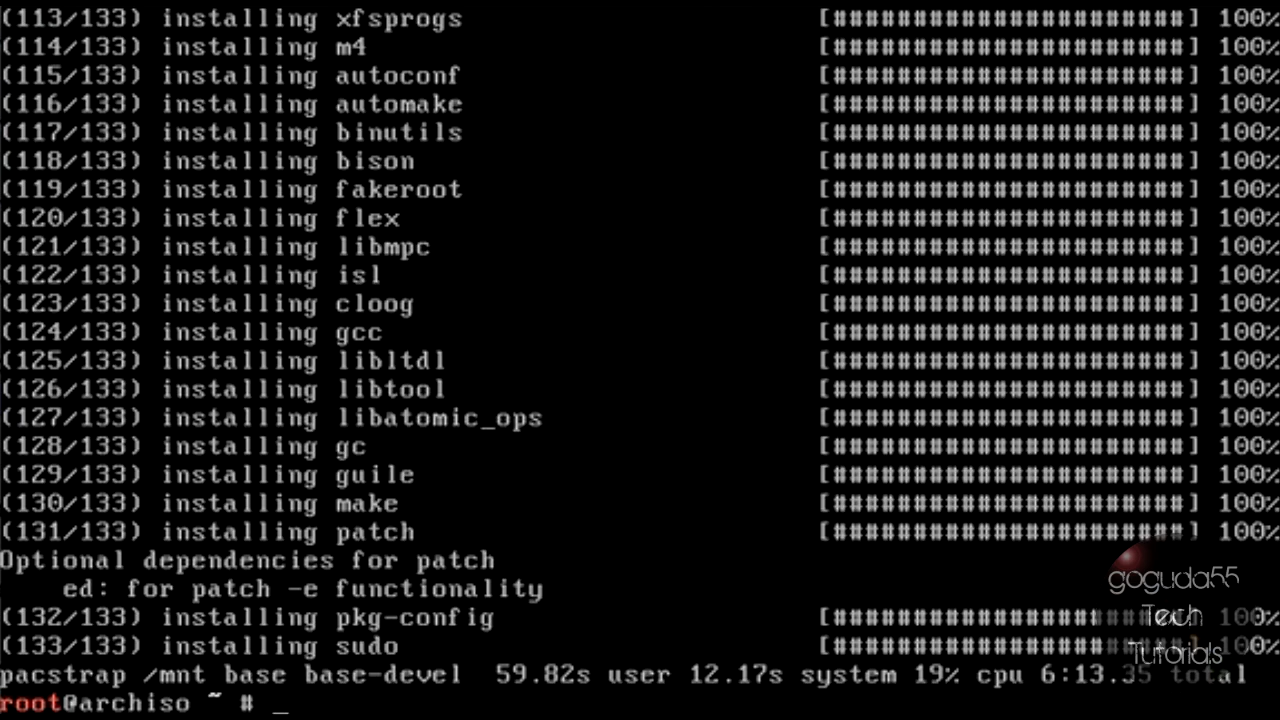 (113/133) installing xfsprogs [######################] 100%
(114/133) installing m4 [######################] 100%
(115/133) installing autoconf [######################] 100%
(116/133) installing automake [######################] 100%
(117/133) installing binutils [######################] 100%
(118/133) installing bison [######################] 100%
(119/133) installing fakeroot [######################] 100%
(120/133) installing flex [######################] 100%
(121/133) installing libmpc [######################] 100%
(122/133) installing isl [######################] 100%
(123/133) installing cloog [######################] 100%
(124/133) installing gcc [######################] 100%
(125/133) installing libltdl [######################] 100%
(126/133) installing libtool [######################] 100%
(127/133) installing libatomic_ops [######################] 100%
(128/133) installing gc [######################] 100%
(129/133) installing guile [######################] 100%
(130/133) installing make [######################] 100%
(131/133) installing patch [######################] 100%
Optional dependencies for patch
ed: for patch -e functionality
(132/133) installing pkg-config [######################] 100%
(133/133) installing sudo [######################] 100%
pacstrap /mnt base base-devel 59.82s user 12.17s system 19% cpu 6:13.35 total
root@archiso ~ # _
goguda55
Tech
Tutorials